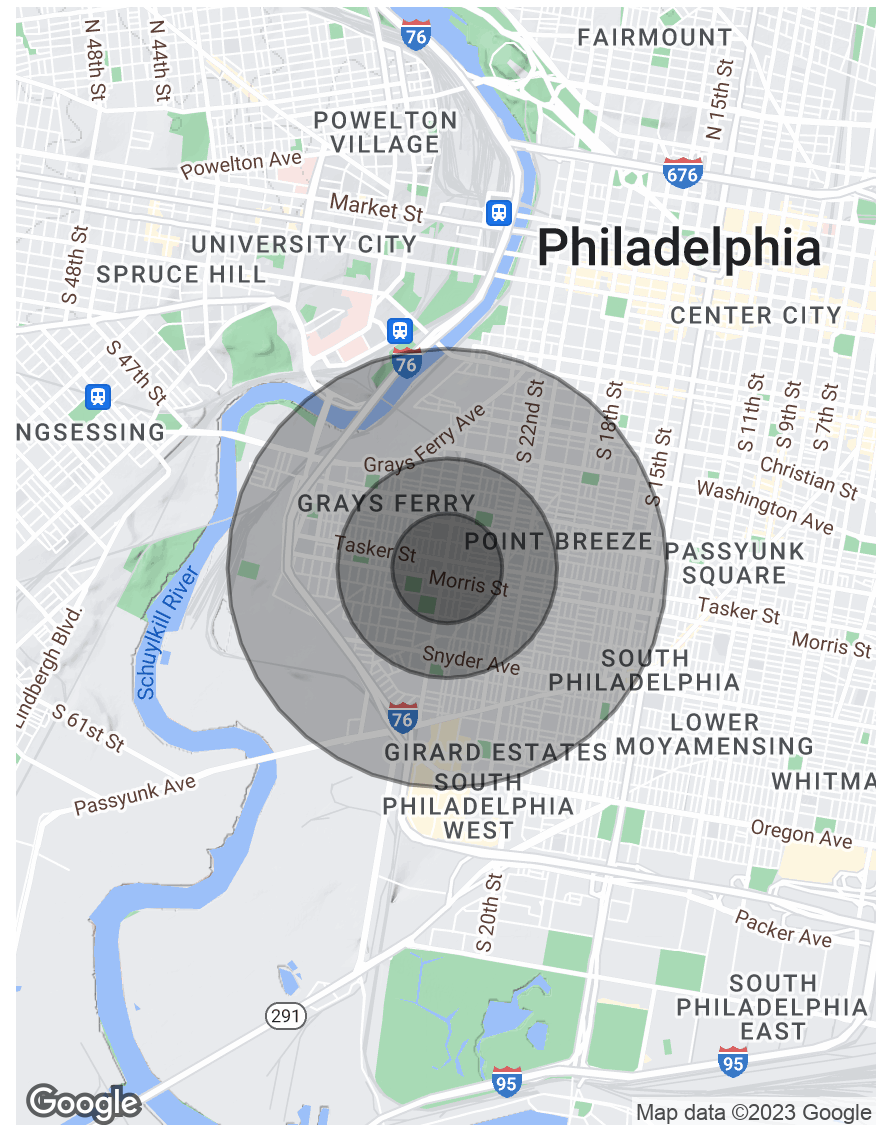 76
FAIRMOUNT
N 48th St
N 44th St
N 15th St
POWELTON
VILLAGE
Powelton Ave
676
Market St
UNIVERSITY CITY
Philadelphia
S 48th St
SPRUCE HILL
CENTER CITY
S 47th St
76
NGSESSING
Grays Ferry Ave
S 22nd St
S 18th St
S 15th St
S 11th St
S 9th St
S 7th St
Christian St
Washington Ave
GRAYS FERRY
Tasker St
POINT BREEZE
PASSYUNK
SQUARE
Morris St
Tasker St
Morris St
Schuylkill River
Lindbergh Blvd.
Snyder Ave
SOUTH
PHILADELPHIA
S 61st St
76
LOWER
MOYAMENSING
GIRARD ESTATES
WHITMA
SOUTH
PHILADELPHIA
WEST
Passyunk Ave
Oregon Ave
S 20th St
Packer Ave
SOUTH
PHILADELPHIA
EAST
291
95
95
Google
Map data ©2023 Google